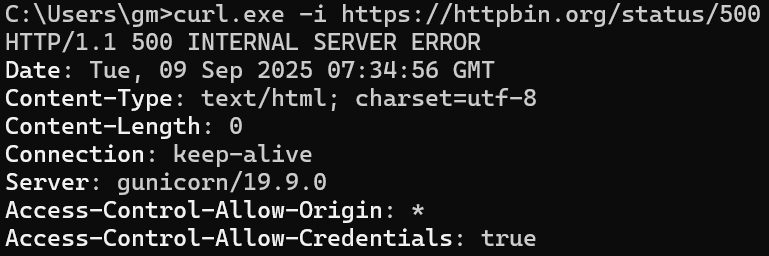 C:\Users\gm>curl.exe -i https://httpbin.org/status/500
HTTP/1.1 500 INTERNAL SERVER ERROR
Date: Tue, 09 Sep 2025 07:34:56 GMT
Content-Type: text/html; charset=utf-8
Content-Length: 0
Connection: keep-alive
Server: gunicorn/19.9.0
Access-Control-Allow-Origin: *
Access-Control-Allow-Credentials: true